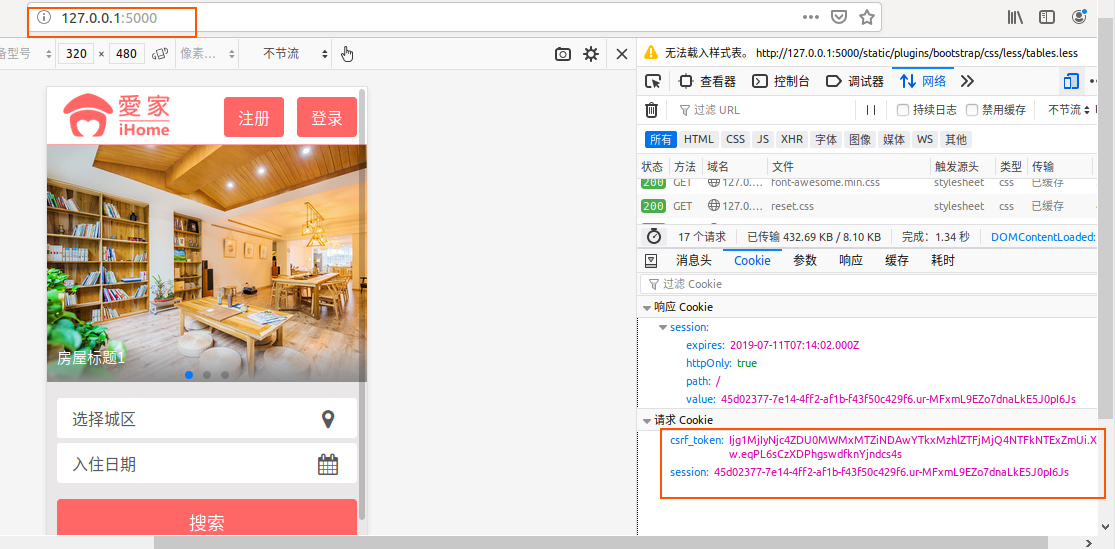 127.0.0.1:5000
备型号 320 × 480 像素... 不节流
愛家
iHome
注册 登录
房屋标题1
选择城区
入住日期
搜索
无法载入样式表。 http://127.0.0.1:5000/static/plugins/bootstrap/css/less/tables.less
查看器 控制台 调试器 网络
过滤 URL 持续日志 禁用缓存 不节流
所有 HTML CSS JS XHR 字体 图像 媒体 WS 其他
状态 方法 域名 文件 触发源头 类型 传输
200 GET 127.0.... font-awesome.min.css stylesheet css 已缓存
200 GET 127.0.... reset.css stylesheet css 已缓存
17 个请求 已传输 432.69 KB / 8.10 KB 完成：1.34 秒 DOMContentLoaded:
消息头 Cookie 参数 响应 缓存 耗时
过滤 Cookie
响应 Cookie
session:
expires: 2019-07-11T07:14:02.000Z
httpOnly: true
path: /
value: 45d02377-7e14-4ff2-af1b-f43f50c429f6.ur-MFxmL9EZo7dnaLkE5J0pI6Js
请求 Cookie
csrf_token: Ijg1MjIyNjc4ZDU0MWMxMTZiNDAwYTkxMzhlZTFjMjQ4NTFkNTExZmUi.X
w.eqPL6sCzXDPhgswdfknYjndcs4s
session: 45d02377-7e14-4ff2-af1b-f43f50c429f6.ur-MFxmL9EZo7dnaLkE5J0pI6Js